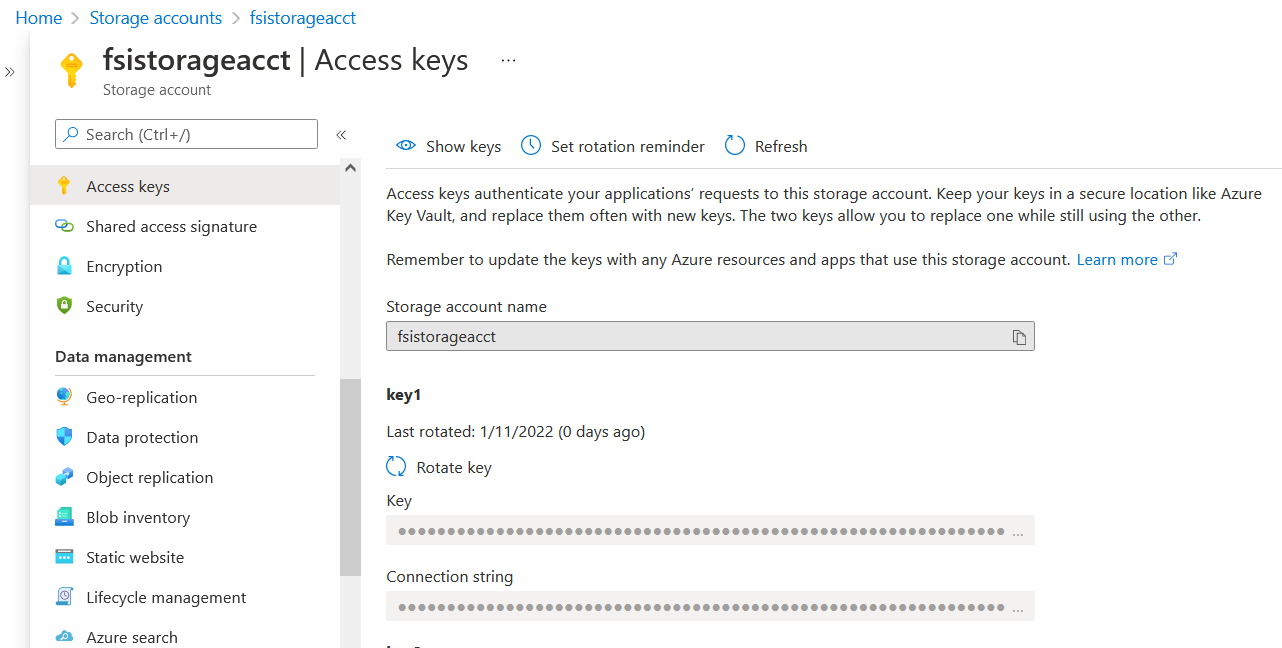 Home > Storage accounts > fsistorageacct
»
fsistorageacct | Access keys ...
Storage account
Search (Ctrl+/)
«
Access keys
Shared access signature
Encryption
Security
Data management
Geo-replication
Data protection
Object replication
Blob inventory
Static website
Lifecycle management
Azure search
Show keys Set rotation reminder Refresh
Access keys authenticate your applications’ requests to this storage account. Keep your keys in a secure location like Azure
Key Vault, and replace them often with new keys. The two keys allow you to replace one while still using the other.
Remember to update the keys with any Azure resources and apps that use this storage account. Learn more
Storage account name
fsistorageacct
key1
Last rotated: 1/11/2022 (0 days ago)
Rotate key
Key
●●●●●●●●●●●●●●●●●●●●●●●●●●●●●●●●●●●●●●●●●●●●●●●●●●●●●●●●●●●●●● ...
Connection string
●●●●●●●●●●●●●●●●●●●●●●●●●●●●●●●●●●●●●●●●●●●●●●●●●●●●●●●●●●●●●● ...